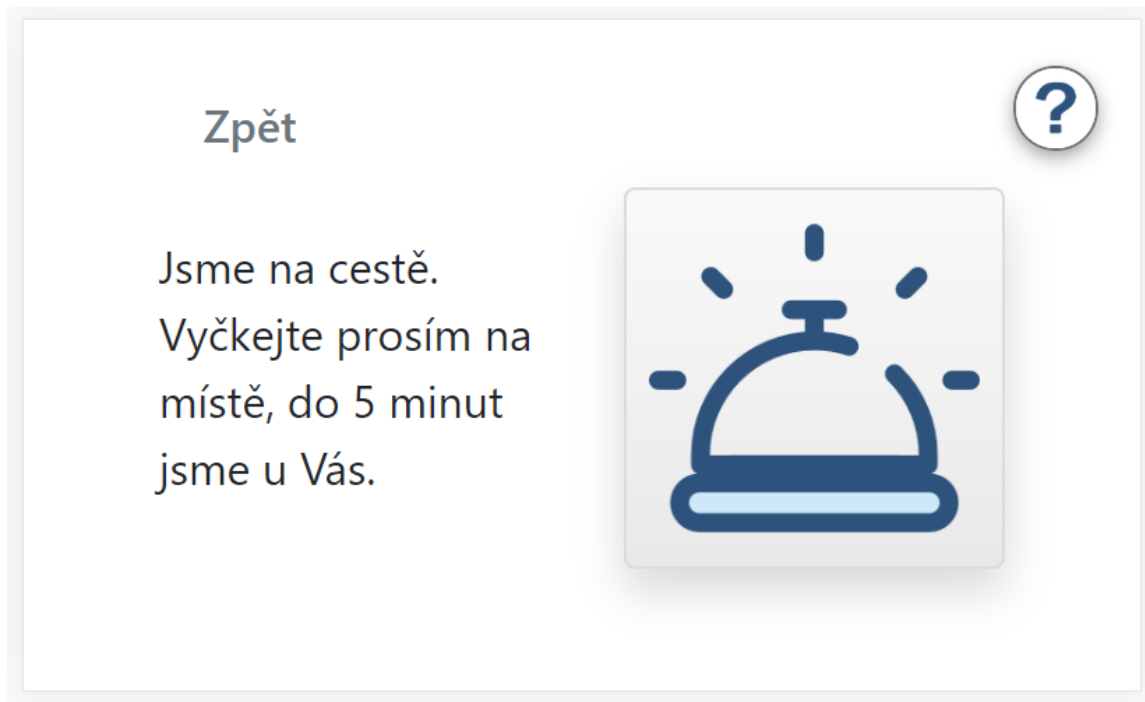 Zpět
?
Jsme na cestě.
Vyčkejte prosím na
místě, do 5 minut
jsme u Vás.